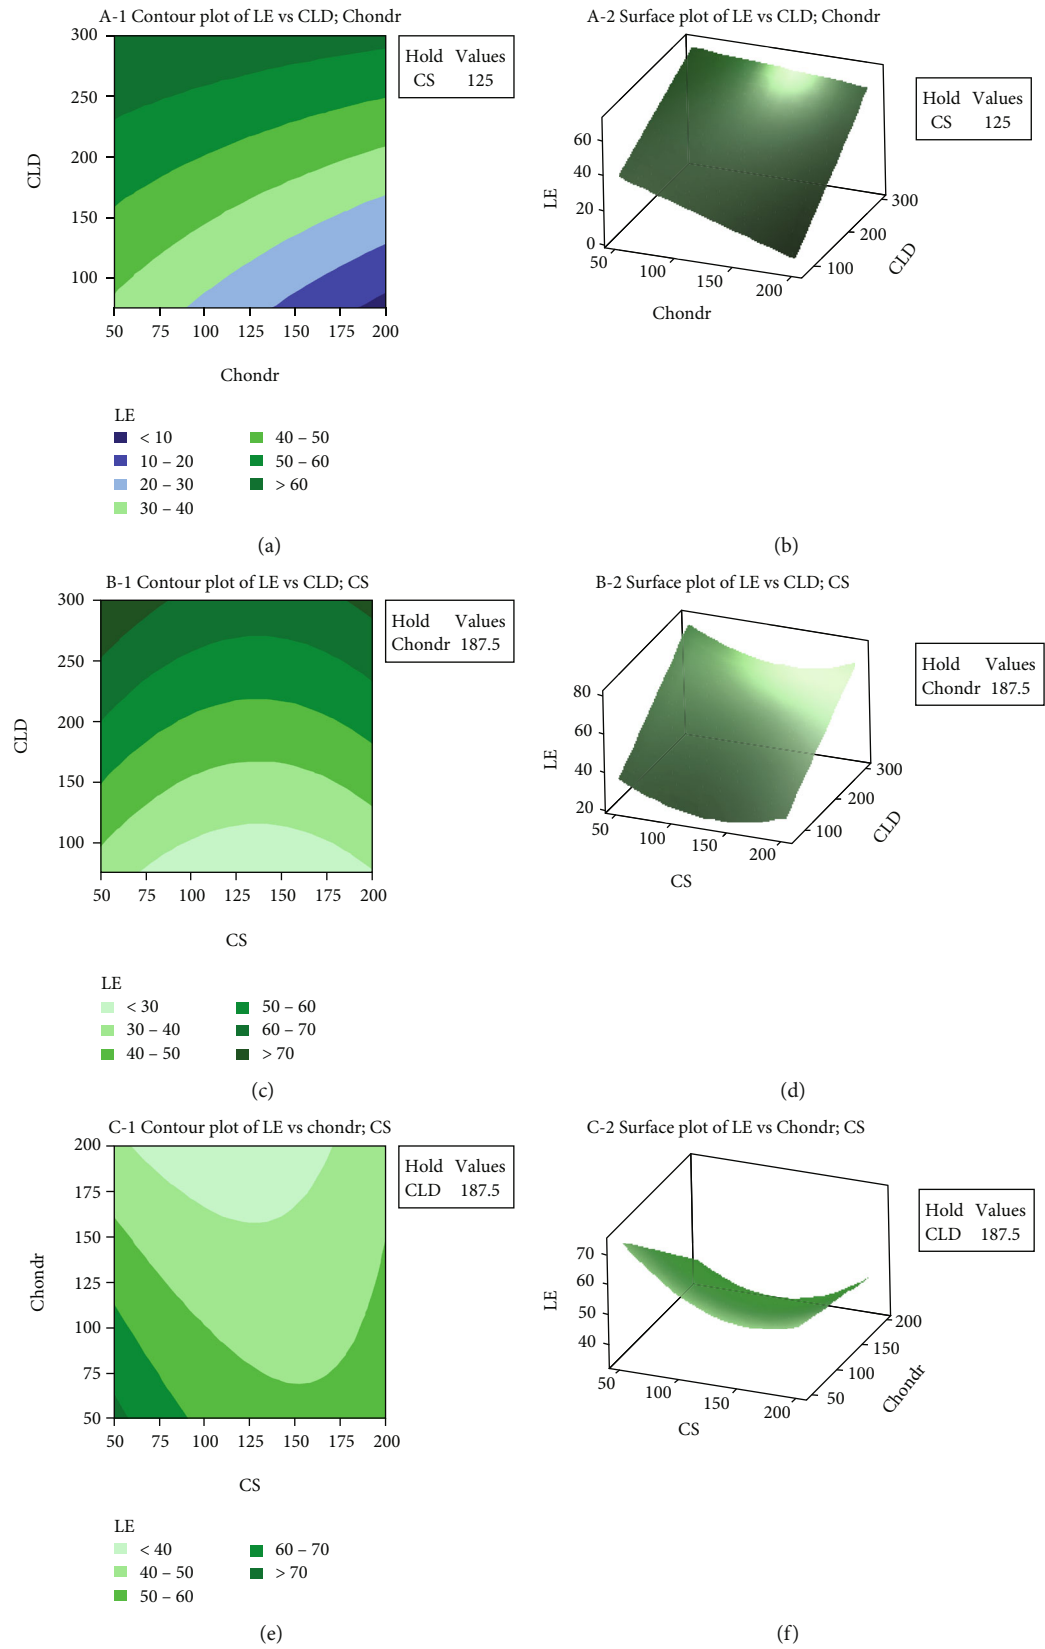 A-1 Contour plot of LE vs CLD; Chondr
300
200
150
100
CLD
50 75 100 125 150 175 200
Chondr
Hold Values
CS 125
LE
< 10
10 – 20
20 – 30
30 – 40
40 – 50
50 – 60
> 60
(a)
A-2 Surface plot of LE vs CLD; Chondr
Hold Values
CS 125
60
40
20
0
LE
50 100 150 200
Chondr
300
200
100
CLD
(b)
B-1 Contour plot of LE vs CLD; CS
300
250
200
150
100
CLD
50 75 100 125 150 175 200
CS
Hold Values
Chondr 187.5
LE
< 30
30 – 40
40 – 50
50 – 60
60 – 70
> 70
(c)
B-2 Surface plot of LE vs CLD; CS
Hold Values
Chondr 187.5
80
60
40
20
LE
50 100 150 200
CS
300
200
100
CLD
(d)
C-1 Contour plot of LE vs chondr; CS
200
175
150
125
100
75
50
Chondr
50 75 100 125 150 175 200
CS
Hold Values
CLD 187.5
LE
< 40
40 – 50
50 – 60
60 – 70
> 70
(e)
C-2 Surface plot of LE vs Chondr; CS
Hold Values
CLD 187.5
70
60
50
40
LE
50 100 150 200
CS
200
150
100
50
Chondr
(f)